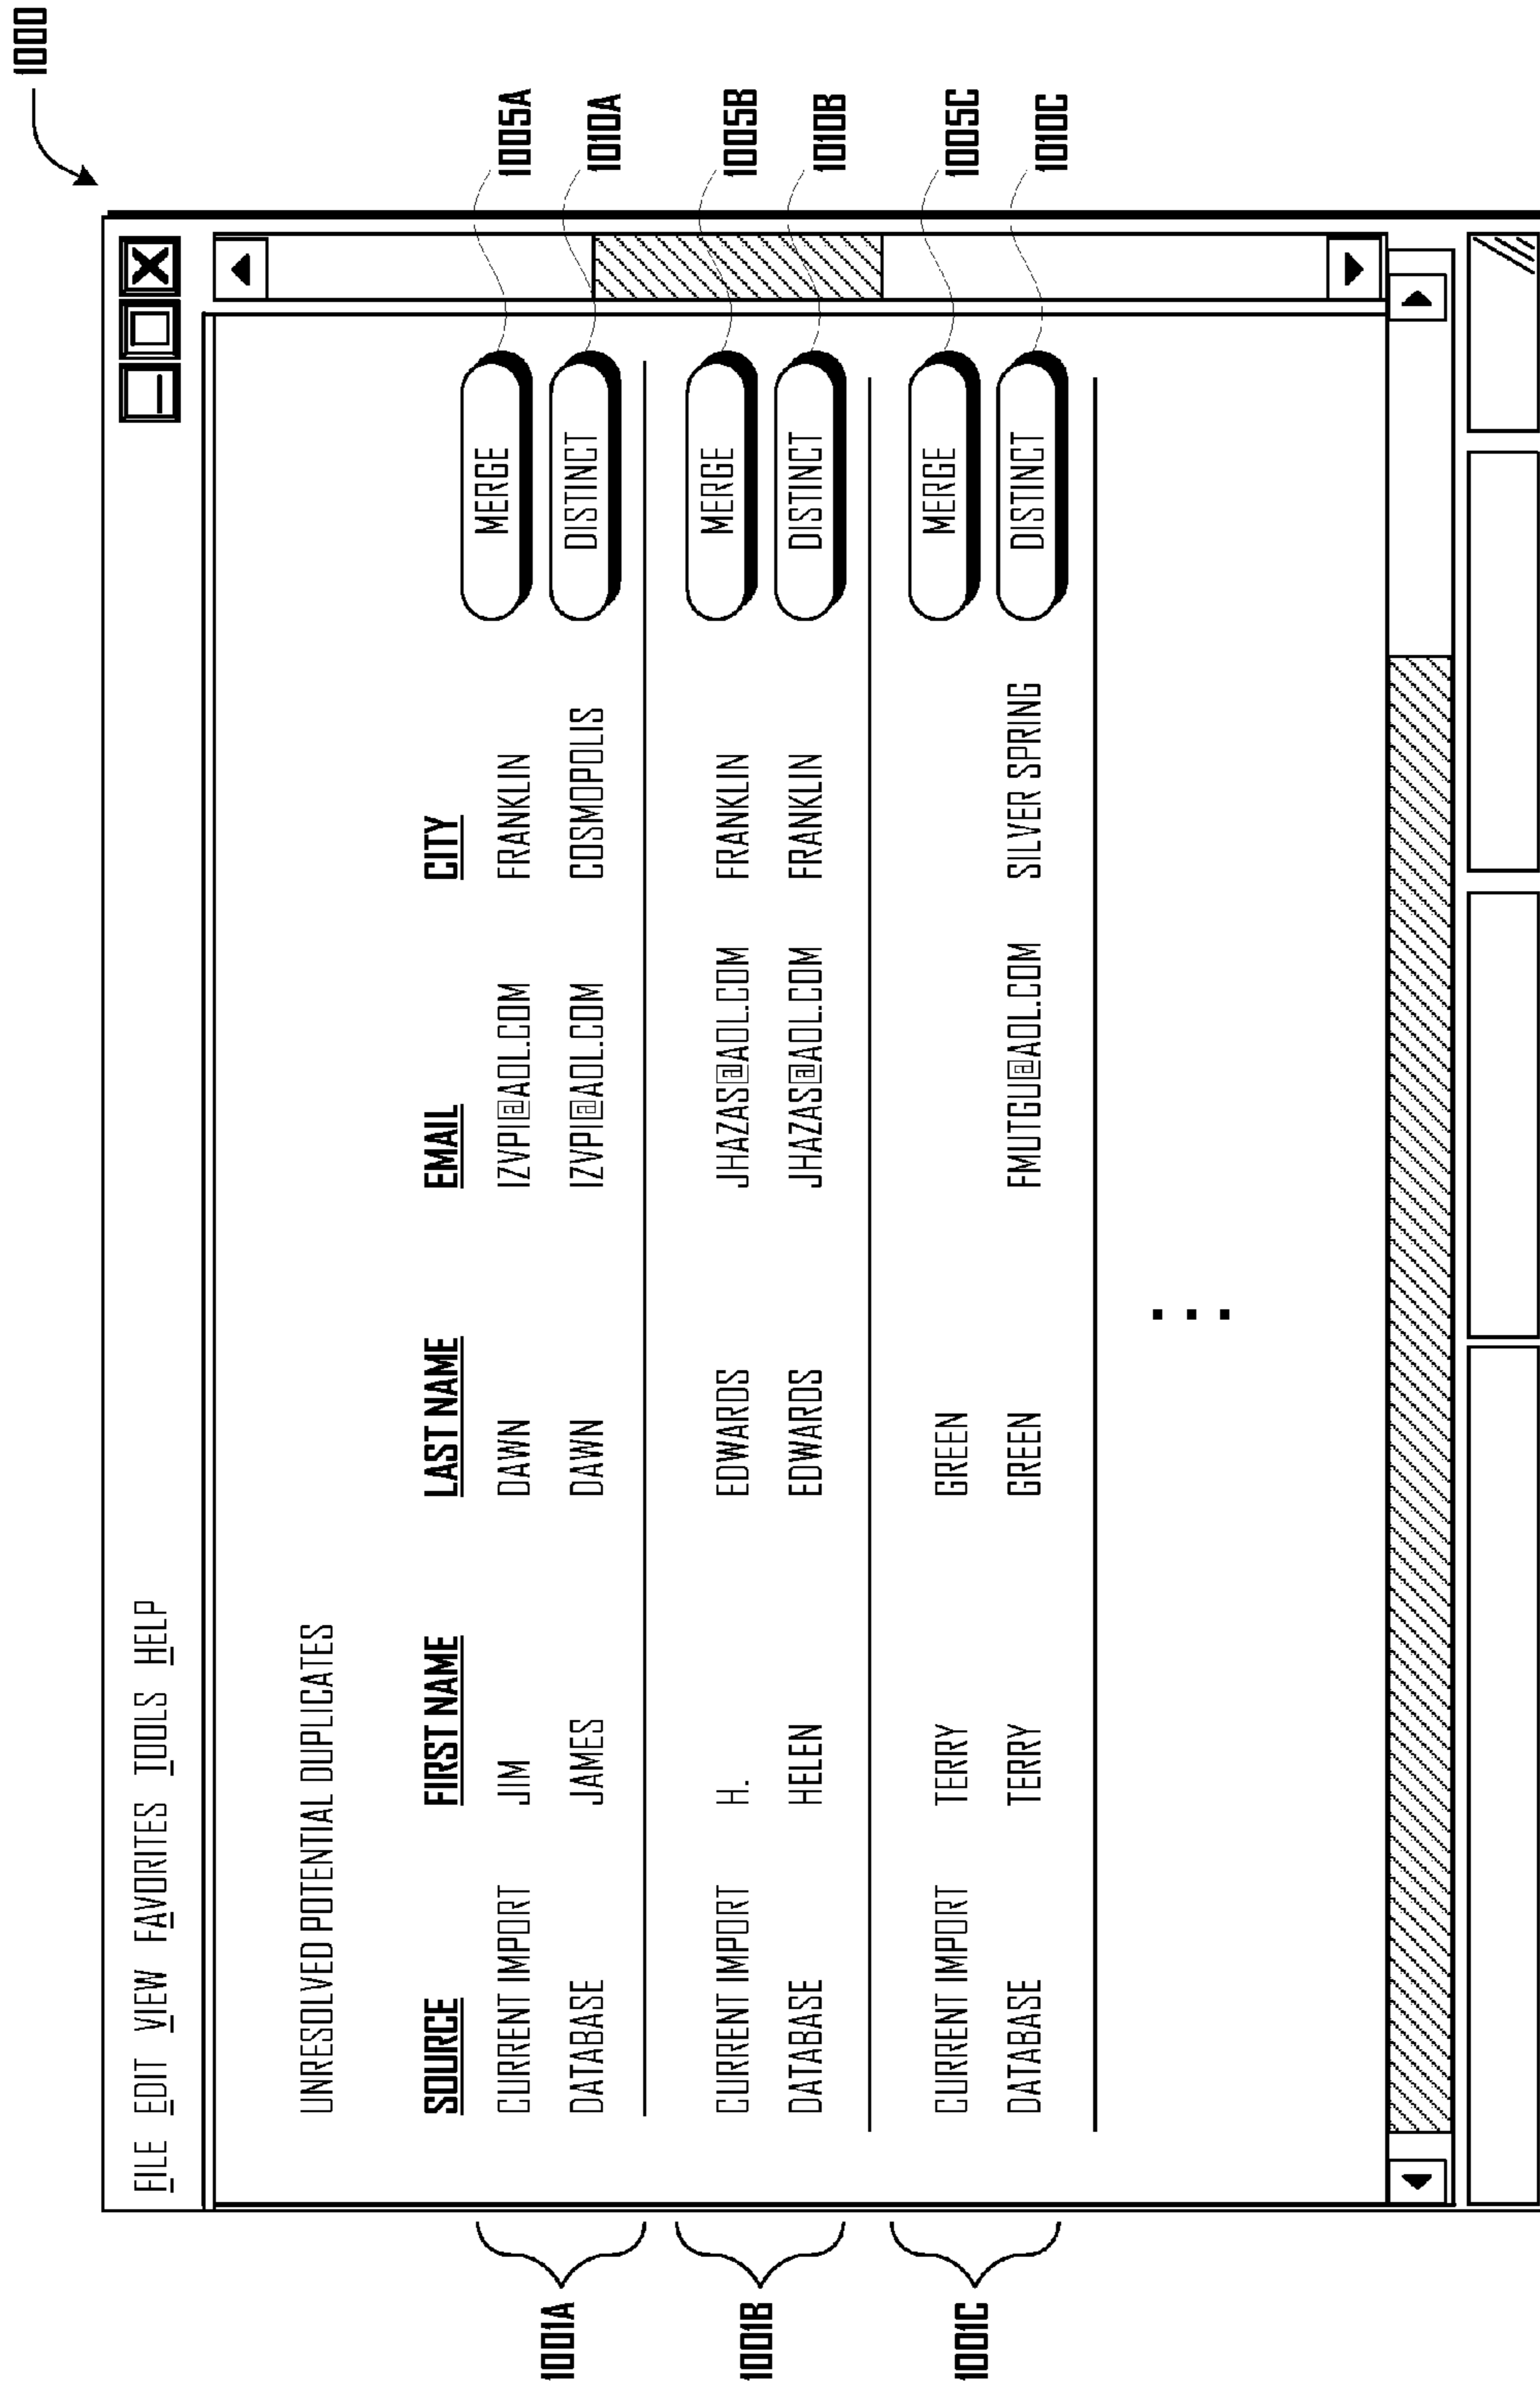 1000
FILE EDIT VIEW FAVORITES TOOLS HELP
UNRESOLVED POTENTIAL DUPLICATES
SOURCE FIRST NAME LAST NAME EMAIL CITY
1001A CURRENT IMPORT JIM DAWN IZVPI@AOL.COM FRANKLIN MERGE 1005A
DATABASE JAMES DAWN IZVPI@AOL.COM COSMOPOLIS DISTINCT 1010A
1001B CURRENT IMPORT H. EDWARDS JHAZAS@AOL.COM FRANKLIN MERGE 1005B
DATABASE HELEN EDWARDS JHAZAS@AOL.COM FRANKLIN DISTINCT 1010B
1001C CURRENT IMPORT TERRY GREEN MERGE 1005C
DATABASE TERRY GREEN FMUTGU@AOL.COM SILVER SPRING DISTINCT 1010C